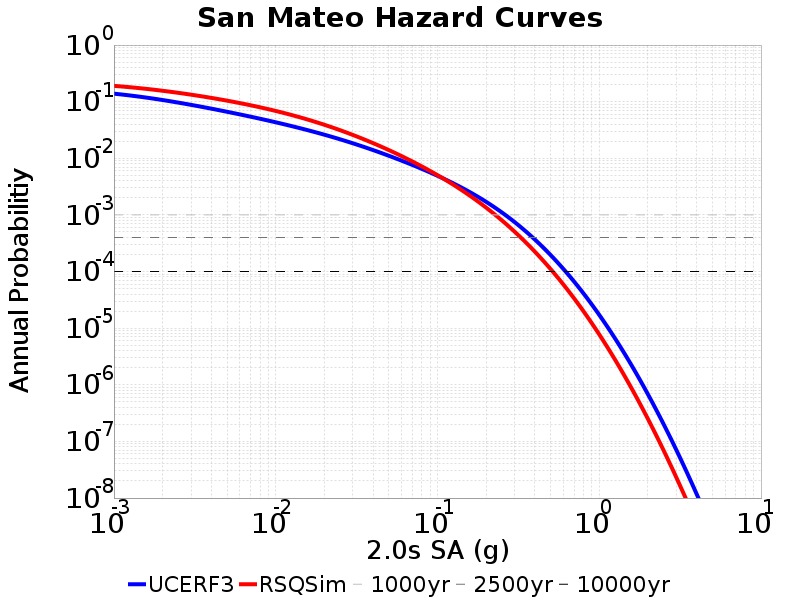 San Mateo Hazard Curves
Annual Probabilitiy
10^0
10^-1
10^-2
10^-3
10^-4
10^-5
10^-6
10^-7
10^-8
10^-3 10^-2 10^-1 10^0 10^1
2.0s SA (g)
UCERF3 RSQSim 1000yr 2500yr 10000yr